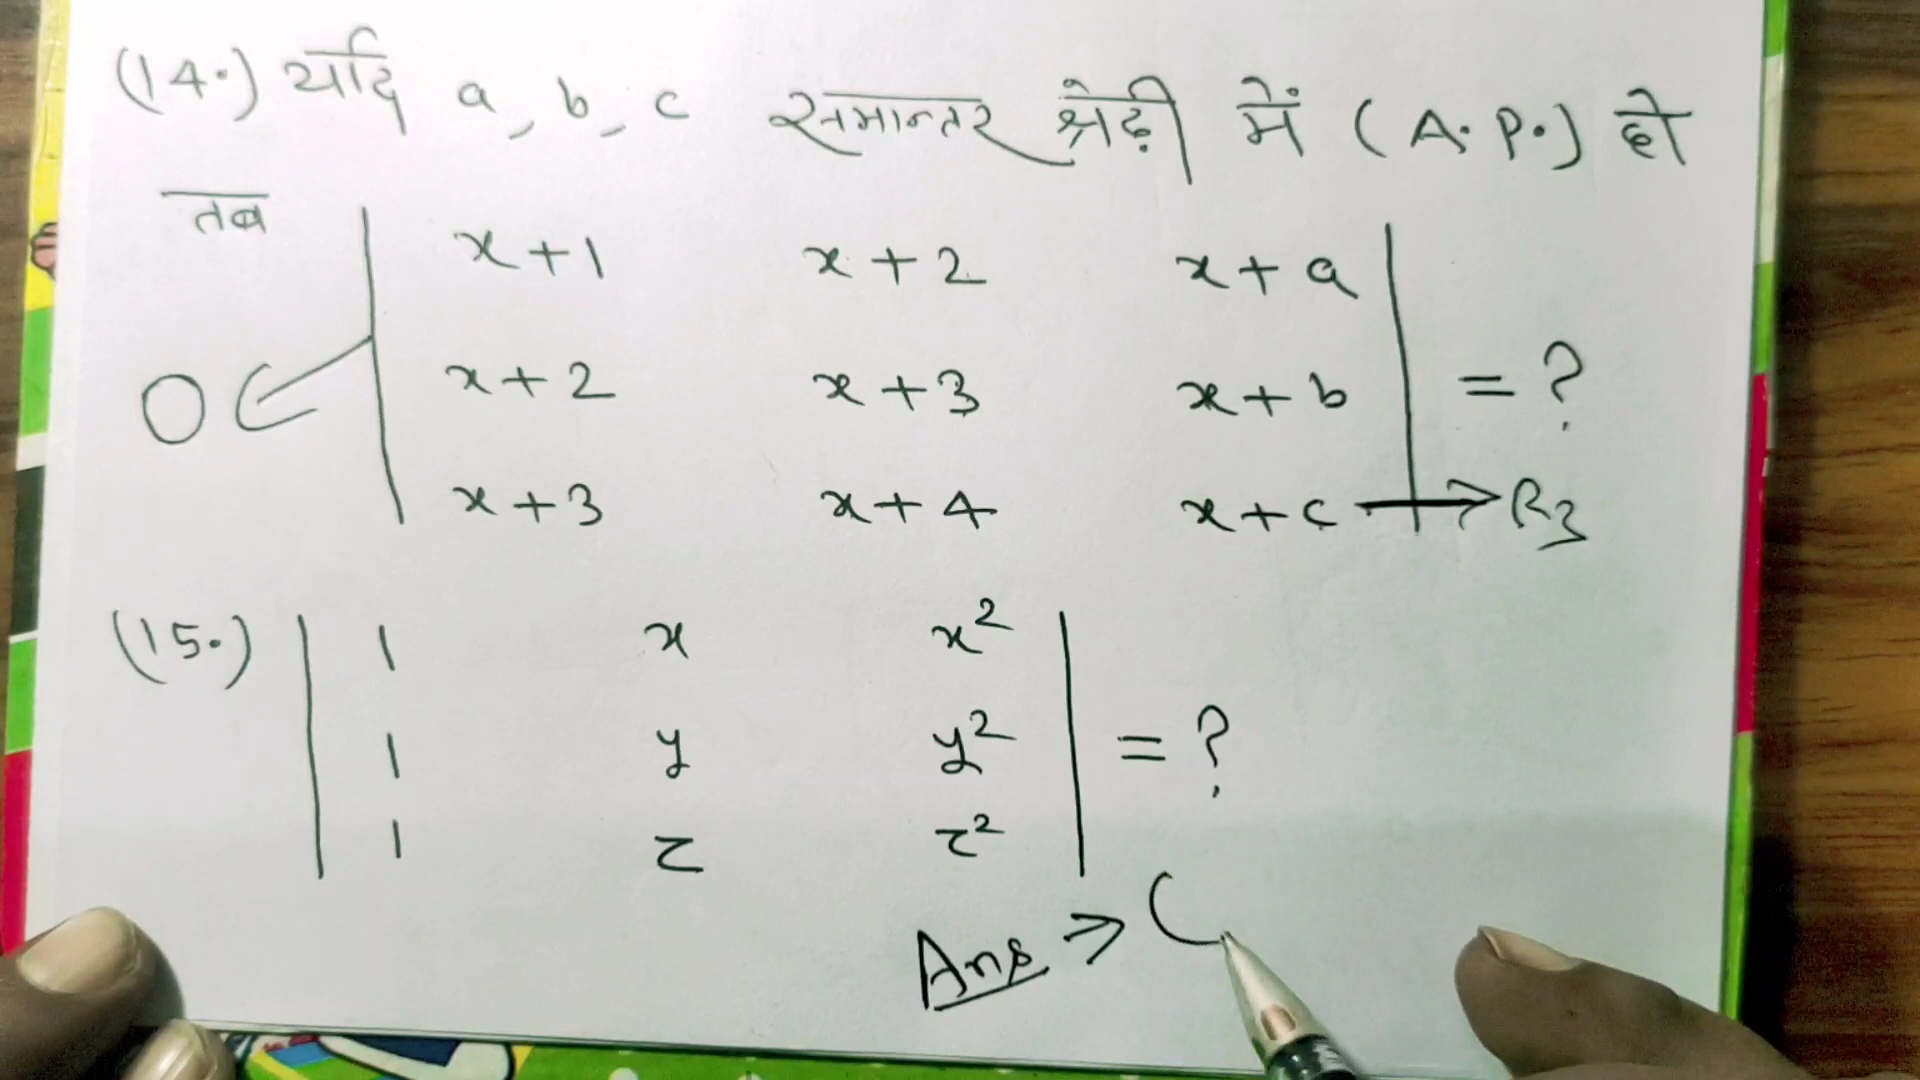 (14.) यदि a, b, c समान्तर श्रेढ़ी में (A.P.) हो
तब
x+1 x+2 x+a
0 x+2 x+3 x+b = ?
x+3 x+4 x+c → R3
(15.) 1 x x²
1 y y² = ?
1 z z²
Ans ⇒ (